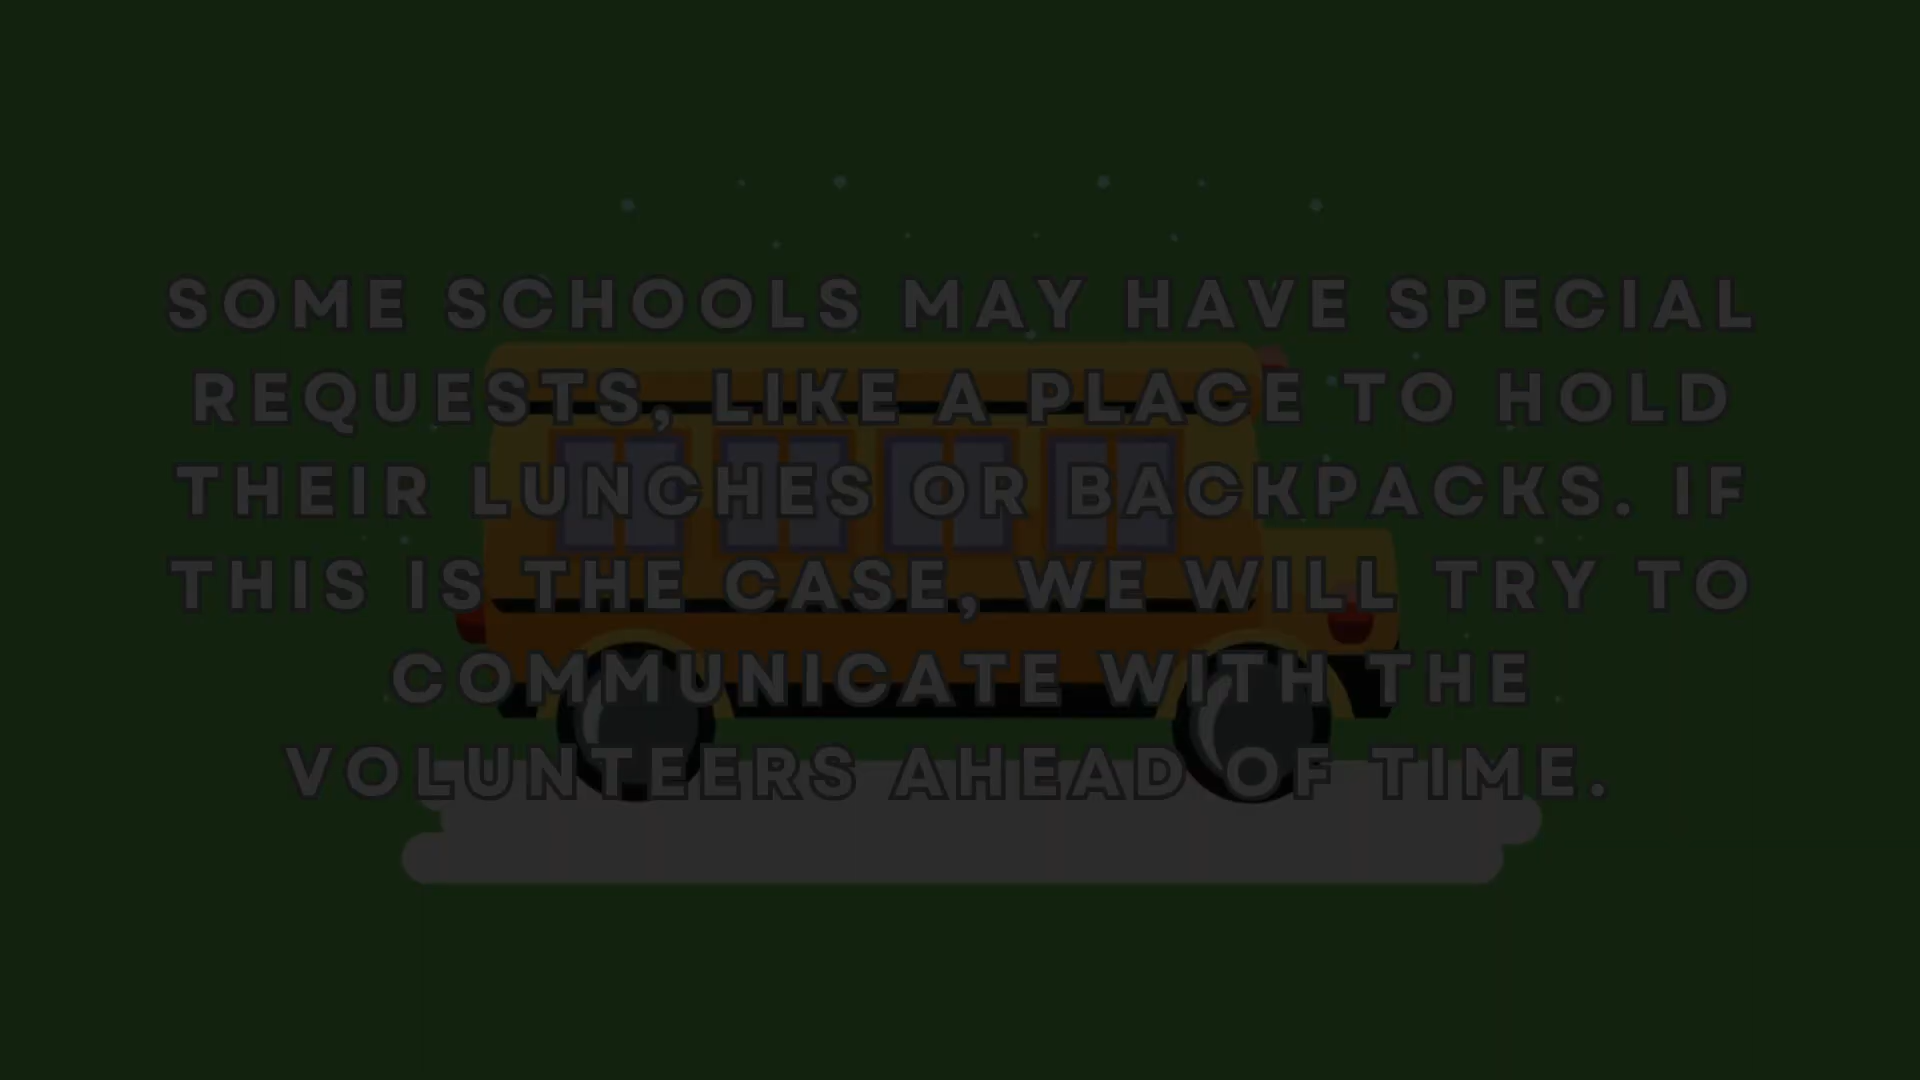 SOME SCHOOLS MAY HAVE SPECIAL
REQUESTS, LIKE A PLACE TO HOLD
THEIR LUNCHES OR BACKPACKS. IF
THIS IS THE CASE, WE WILL TRY TO
COMMUNICATE WITH THE
VOLUNTEERS AHEAD OF TIME.